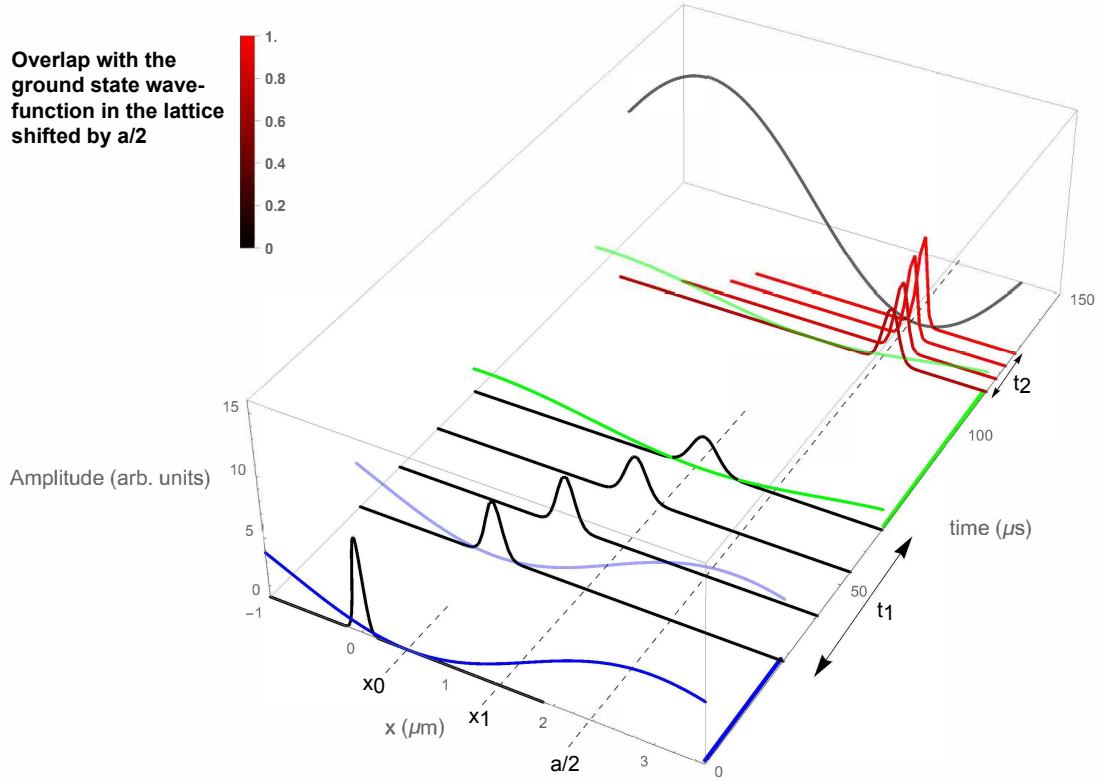 Overlap with the
ground state wave-
function in the lattice
shifted by a/2
1.
0.8
0.6
0.4
0.2
0
15
10
5
0
Amplitude (arb. units)
−1
0
1
2
3
x (μm)
x0
x1
a/2
0
50
100
150
time (μs)
t1
t2